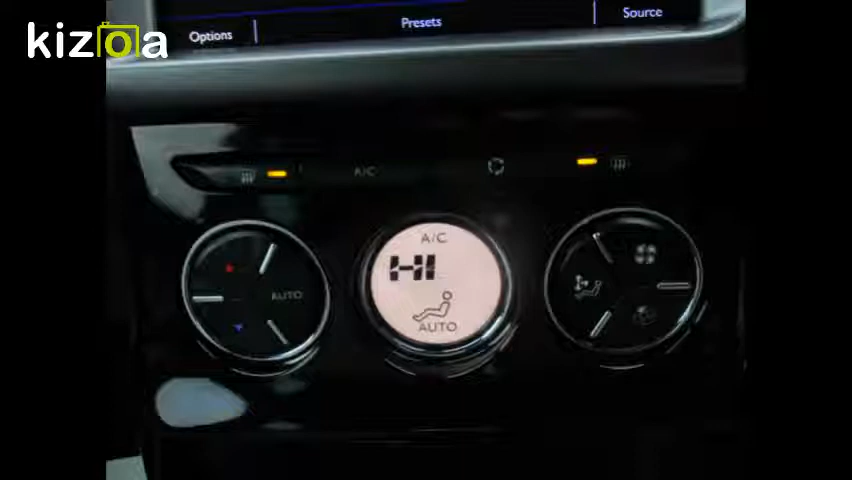 kizoa
Options
Presets
Source
A/C
A/C
HI
AUTO
AUTO